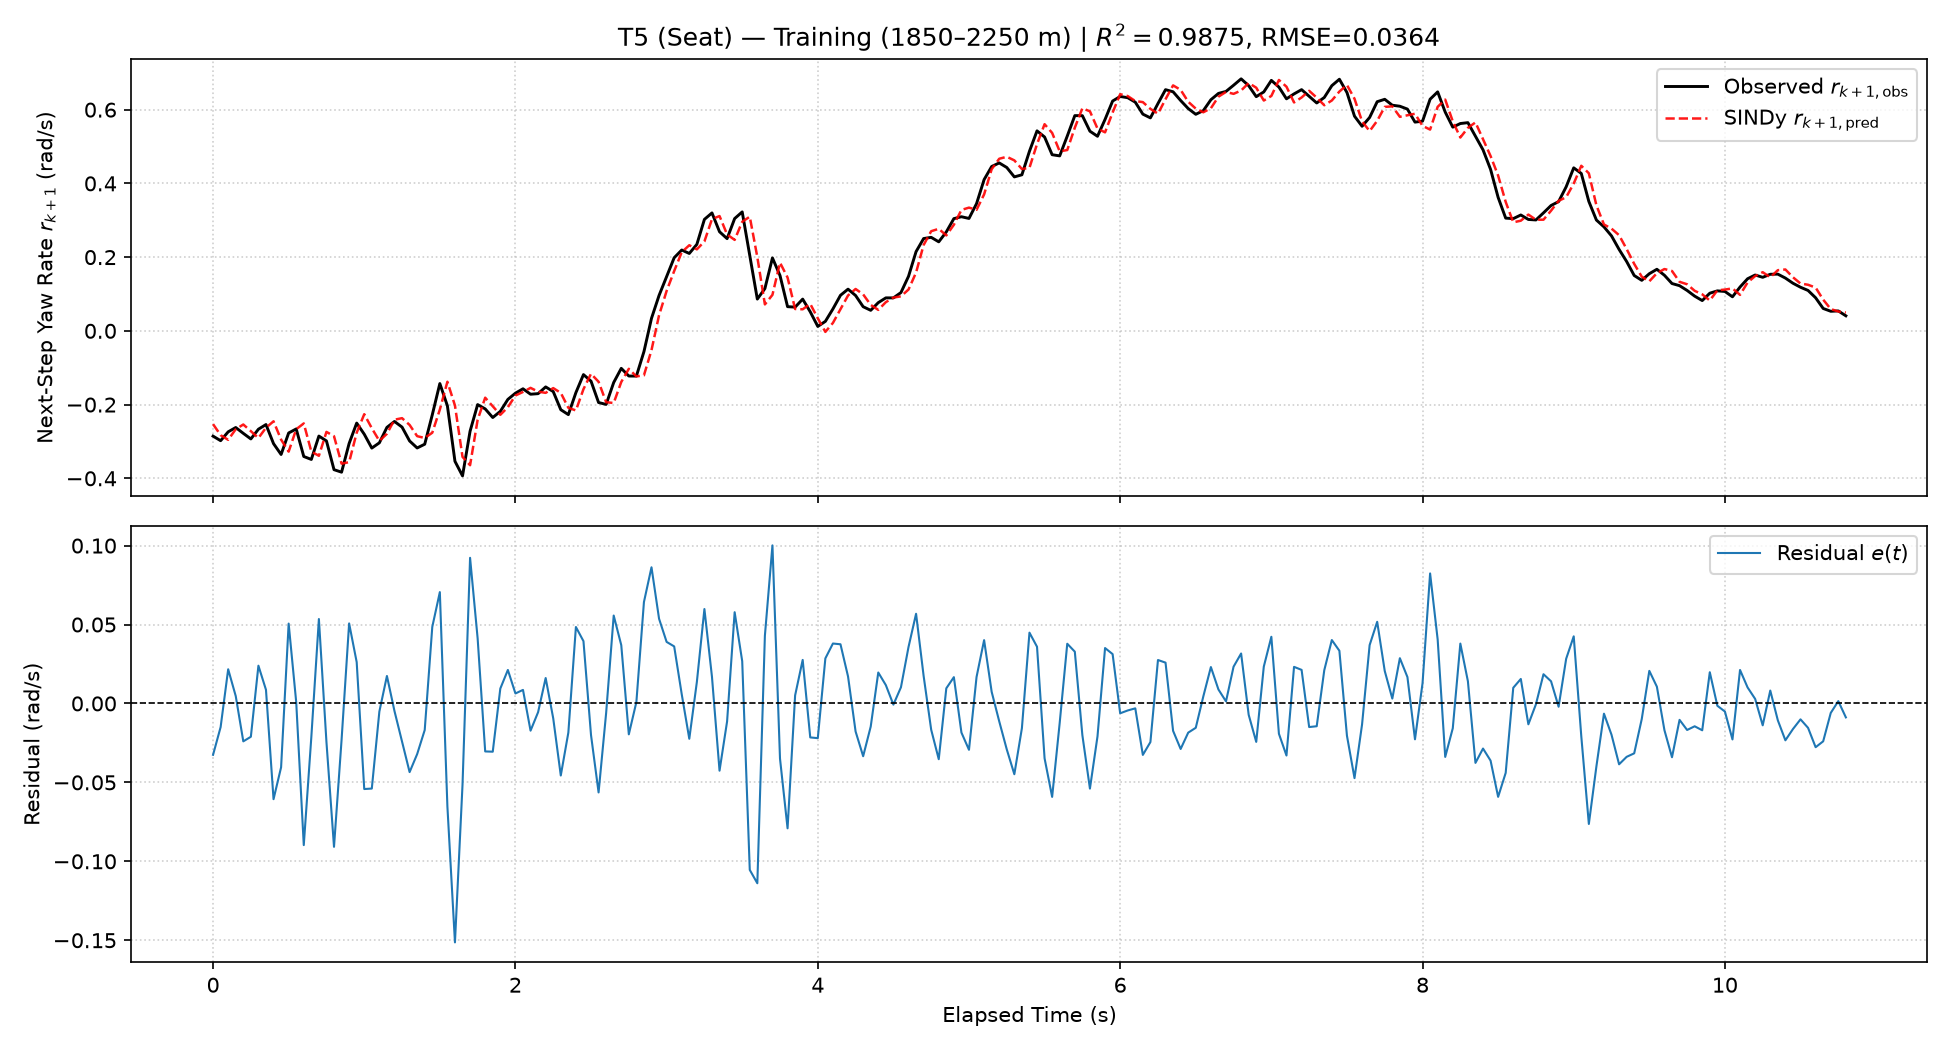 T5 (Seat) — Training (1850–2250 m) | $R^2 = 0.9875$, RMSE=0.0364
Next-Step Yaw Rate $r_{k+1}$ (rad/s)
0.6
0.4
0.2
0.0
−0.2
−0.4
Observed $r_{k+1,\mathrm{obs}}$
SINDy $r_{k+1,\mathrm{pred}}$
Residual (rad/s)
0.10
0.05
0.00
−0.05
−0.10
−0.15
Residual $e(t)$
0 2 4 6 8 10
Elapsed Time (s)